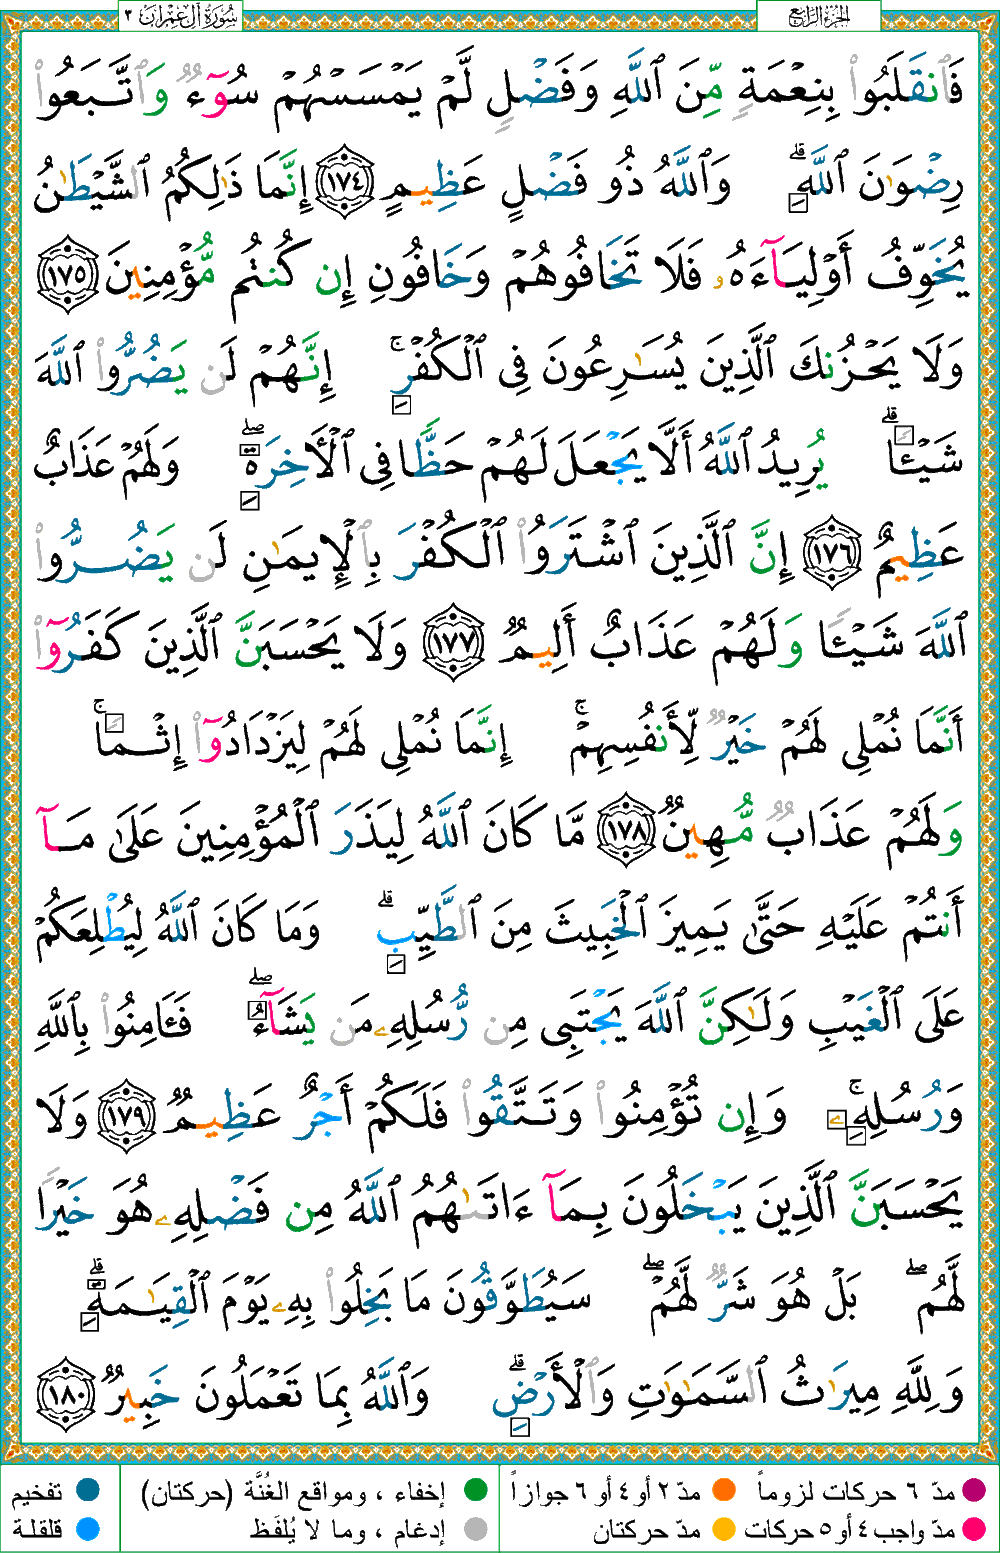 الجزء الرابع
سورة آل عمران ٣
فَٱنقَلَبُوا۟ بِنِعْمَةٍ مِّنَ ٱللَّهِ وَفَضْلٍ لَّمْ يَمْسَسْهُمْ سُوٓءٌ وَٱتَّبَعُوا۟
رِضْوَٰنَ ٱللَّهِ ۗ وَٱللَّهُ ذُو فَضْلٍ عَظِيمٍ ١٧٤ إِنَّمَا ذَٰلِكُمُ ٱلشَّيْطَٰنُ
يُخَوِّفُ أَوْلِيَآءَهُۥ فَلَا تَخَافُوهُمْ وَخَافُونِ إِن كُنتُم مُّؤْمِنِينَ ١٧٥
وَلَا يَحْزُنكَ ٱلَّذِينَ يُسَٰرِعُونَ فِى ٱلْكُفْرِ ۚ إِنَّهُمْ لَن يَضُرُّوا۟ ٱللَّهَ
شَيْـًٔا ۗ يُرِيدُ ٱللَّهُ أَلَّا يَجْعَلَ لَهُمْ حَظًّا فِى ٱلْأَخِرَةِ ۖ وَلَهُمْ عَذَابٌ
عَظِيمٌ ١٧٦ إِنَّ ٱلَّذِينَ ٱشْتَرَوُا۟ ٱلْكُفْرَ بِٱلْإِيمَٰنِ لَن يَضُرُّوا۟
ٱللَّهَ شَيْـًٔا وَلَهُمْ عَذَابٌ أَلِيمٌ ١٧٧ وَلَا يَحْسَبَنَّ ٱلَّذِينَ كَفَرُوٓا۟
أَنَّمَا نُمْلِى لَهُمْ خَيْرٌ لِّأَنفُسِهِمْ ۚ إِنَّمَا نُمْلِى لَهُمْ لِيَزْدَادُوٓا۟ إِثْمًا ۚ
وَلَهُمْ عَذَابٌ مُّهِينٌ ١٧٨ مَّا كَانَ ٱللَّهُ لِيَذَرَ ٱلْمُؤْمِنِينَ عَلَىٰ مَآ
أَنتُمْ عَلَيْهِ حَتَّىٰ يَمِيزَ ٱلْخَبِيثَ مِنَ ٱلطَّيِّبِ ۗ وَمَا كَانَ ٱللَّهُ لِيُطْلِعَكُمْ
عَلَى ٱلْغَيْبِ وَلَٰكِنَّ ٱللَّهَ يَجْتَبِى مِن رُّسُلِهِۦ مَن يَشَآءُ ۖ فَـَٔامِنُوا۟ بِٱللَّهِ
وَرُسُلِهِۦ ۚ وَإِن تُؤْمِنُوا۟ وَتَتَّقُوا۟ فَلَكُمْ أَجْرٌ عَظِيمٌ ١٧٩ وَلَا
يَحْسَبَنَّ ٱلَّذِينَ يَبْخَلُونَ بِمَآ ءَاتَىٰهُمُ ٱللَّهُ مِن فَضْلِهِۦ هُوَ خَيْرًا
لَّهُم ۖ بَلْ هُوَ شَرٌّ لَّهُمْ ۖ سَيُطَوَّقُونَ مَا بَخِلُوا۟ بِهِۦ يَوْمَ ٱلْقِيَٰمَةِ ۗ
وَلِلَّهِ مِيرَٰثُ ٱلسَّمَٰوَٰتِ وَٱلْأَرْضِ ۗ وَٱللَّهُ بِمَا تَعْمَلُونَ خَبِيرٌ ١٨٠
مدّ ٦ حركات لزوماً مدّ ٢ أو ٤ أو ٦ جوازاً إخفاء ، ومواقع الغُنَّة (حركتان) تفخيم
مدّ واجب ٤ أو ٥ حركات مدّ حركتان إدغام ، وما لا يُلفَظ قلقلة